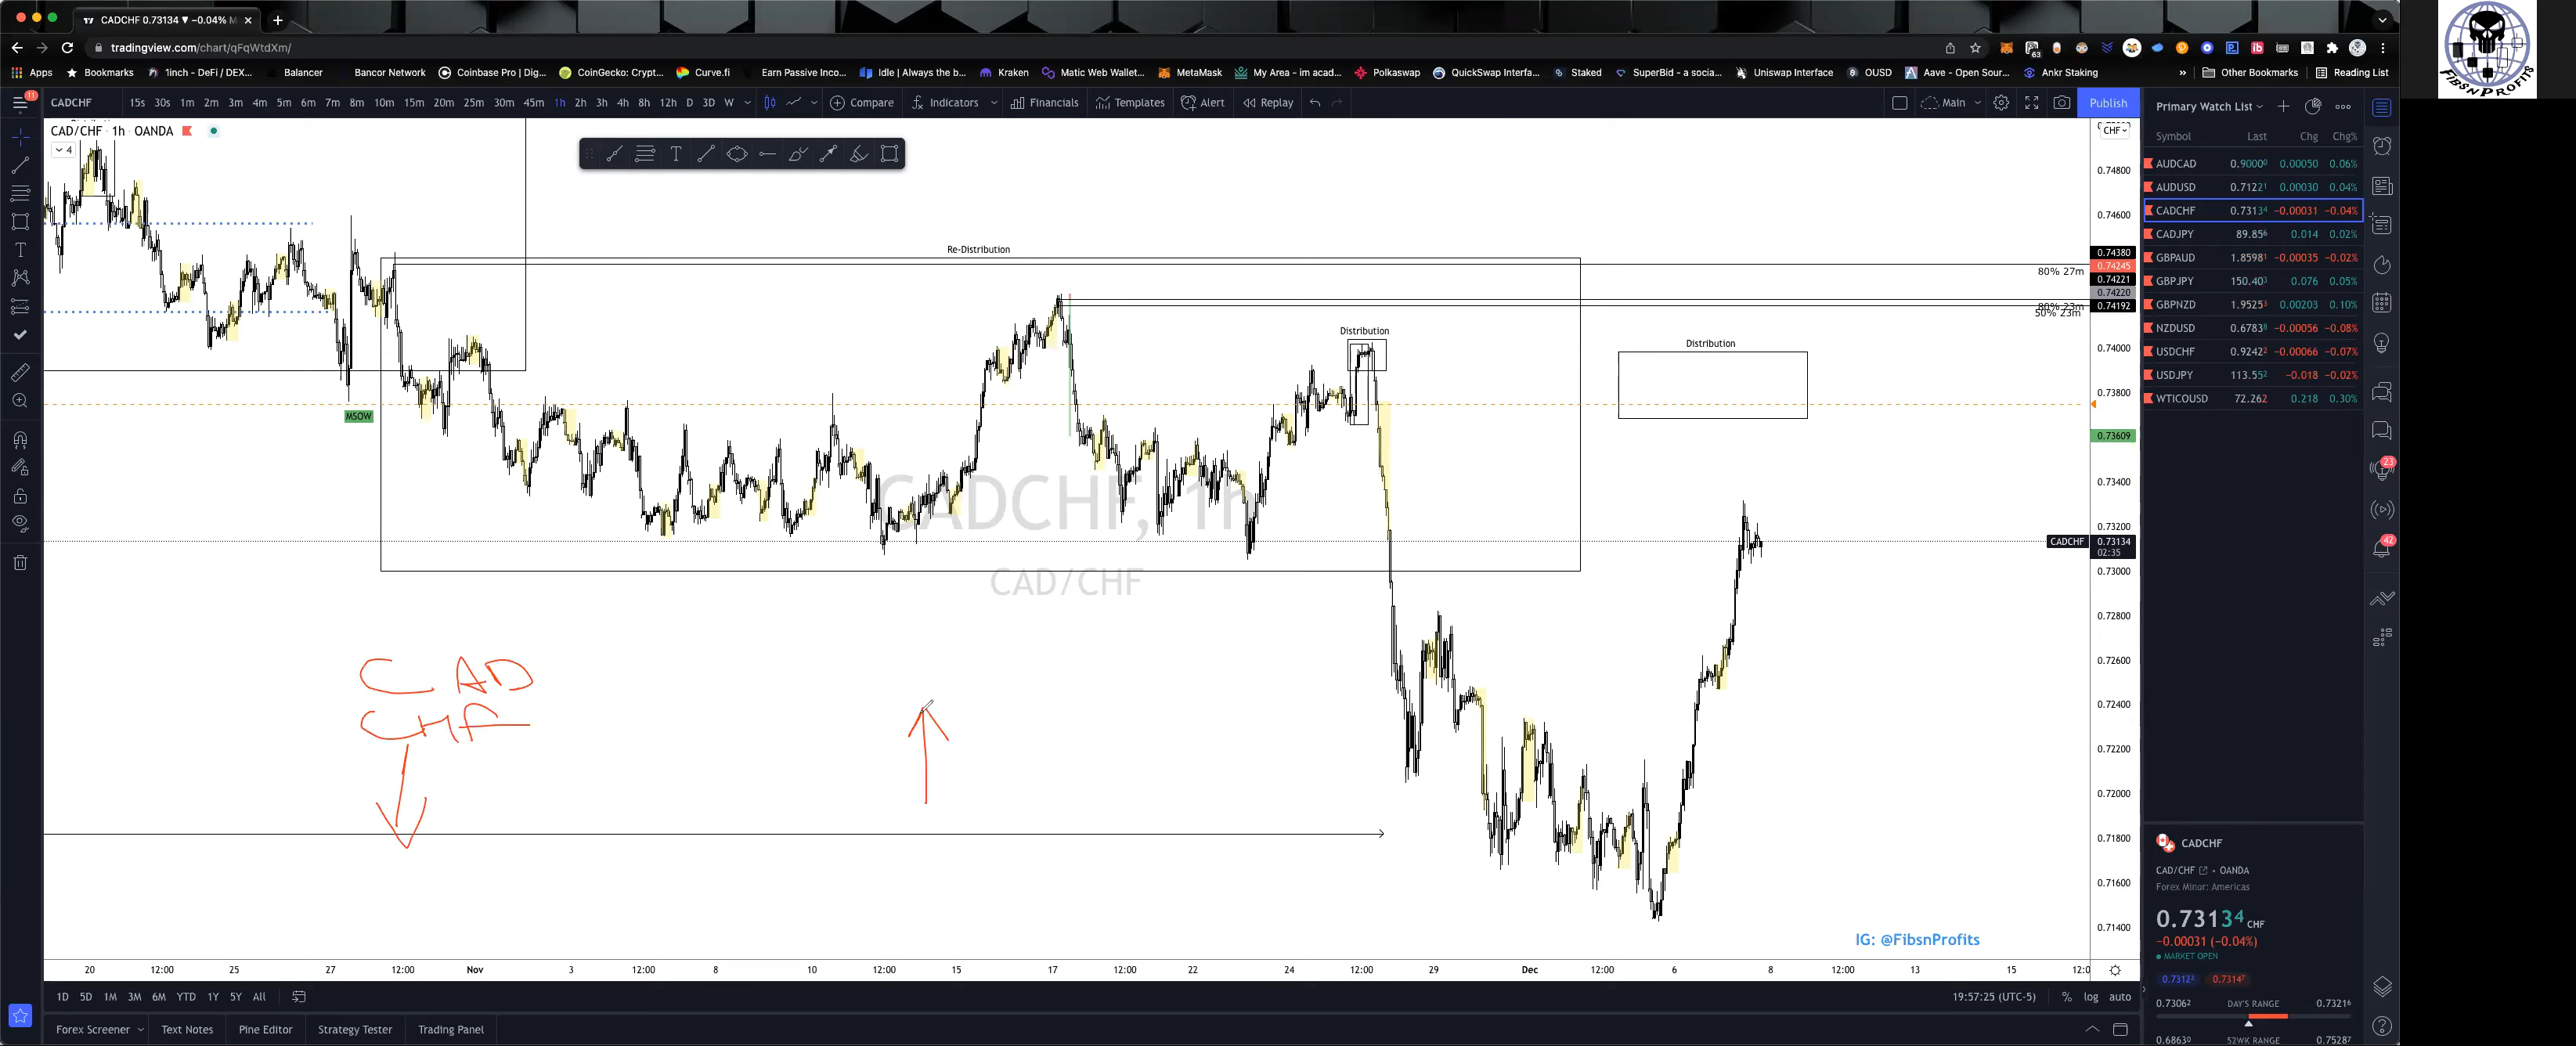 CADCHF 0.73134 ▼ −0.04% M
tradingview.com/chart/qFqWtdXm/
63
Apps Bookmarks 1inch - DeFi / DEX... Balancer Bancor Network Coinbase Pro | Dig... CoinGecko: Crypt... Curve.fi Earn Passive Inco... Idle | Always the b... Kraken Matic Web Wallet... MetaMask My Area - im acad... Polkaswap QuickSwap Interfa... Staked SuperBid - a socia... Uniswap Interface OUSD Aave - Open Sour... Ankr Staking » Other Bookmarks Reading List
FIBSNPROFITS
11 CADCHF 15s 30s 1m 2m 3m 4m 5m 6m 7m 8m 10m 15m 20m 25m 30m 45m 1h 2h 3h 4h 8h 12h D 3D W Compare Indicators Financials Templates Alert Replay Main Publish
CAD/CHF · 1h · OANDA
4
CHF
0.74800
0.74600
0.74380
0.74245
0.74221
0.74220
0.74192
0.74000
0.73800
0.73609
0.73400
0.73200
CADCHF 0.73134
02:35
0.73000
0.72800
0.72600
0.72400
0.72200
0.72000
0.71800
0.71600
0.71400
Re-Distribution
80% 27m
80% 23m
50% 23m
Distribution
Distribution
MSOW
CADCHF, 1h
CAD/CHF
CAD
CHF
IG: @FibsnProfits
20 12:00 25 27 12:00 Nov 3 12:00 8 10 12:00 15 17 12:00 22 24 12:00 29 Dec 12:00 6 8 12:00 13 15 12:0
1D 5D 1M 3M 6M YTD 1Y 5Y All
19:57:25 (UTC-5) % log auto
Forex Screener Text Notes Pine Editor Strategy Tester Trading Panel
Primary Watch List
Symbol Last Chg Chg%
AUDCAD 0.90000 0.00050 0.06%
AUDUSD 0.71221 0.00030 0.04%
CADCHF 0.73134 −0.00031 −0.04%
CADJPY 89.856 0.014 0.02%
GBPAUD 1.85981 −0.00035 −0.02%
GBPJPY 150.403 0.076 0.05%
GBPNZD 1.95253 0.00203 0.10%
NZDUSD 0.67838 −0.00056 −0.08%
USDCHF 0.92422 −0.00066 −0.07%
USDJPY 113.552 −0.018 −0.02%
WTICOUSD 72.262 0.218 0.30%
23
42
CADCHF
CAD/CHF • OANDA
Forex Minor: Americas
0.73134 CHF
−0.00031 (−0.04%)
MARKET OPEN
0.73122 0.73147
0.73062 DAY'S RANGE 0.73216
0.68630 52WK RANGE 0.75287